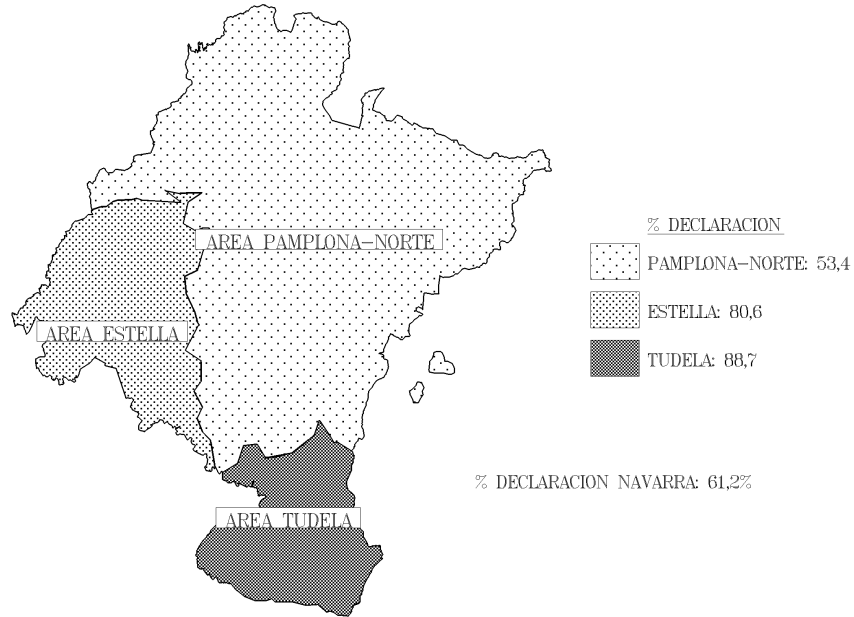 % DECLARACION
AREA PAMPLONA-NORTE
PAMPLONA-NORTE: 53,4
ESTELLA: 80,6
AREA ESTELLA
TUDELA: 88,7
% DECLARACION NAVARRA: 61,2%
AREA TUDELA